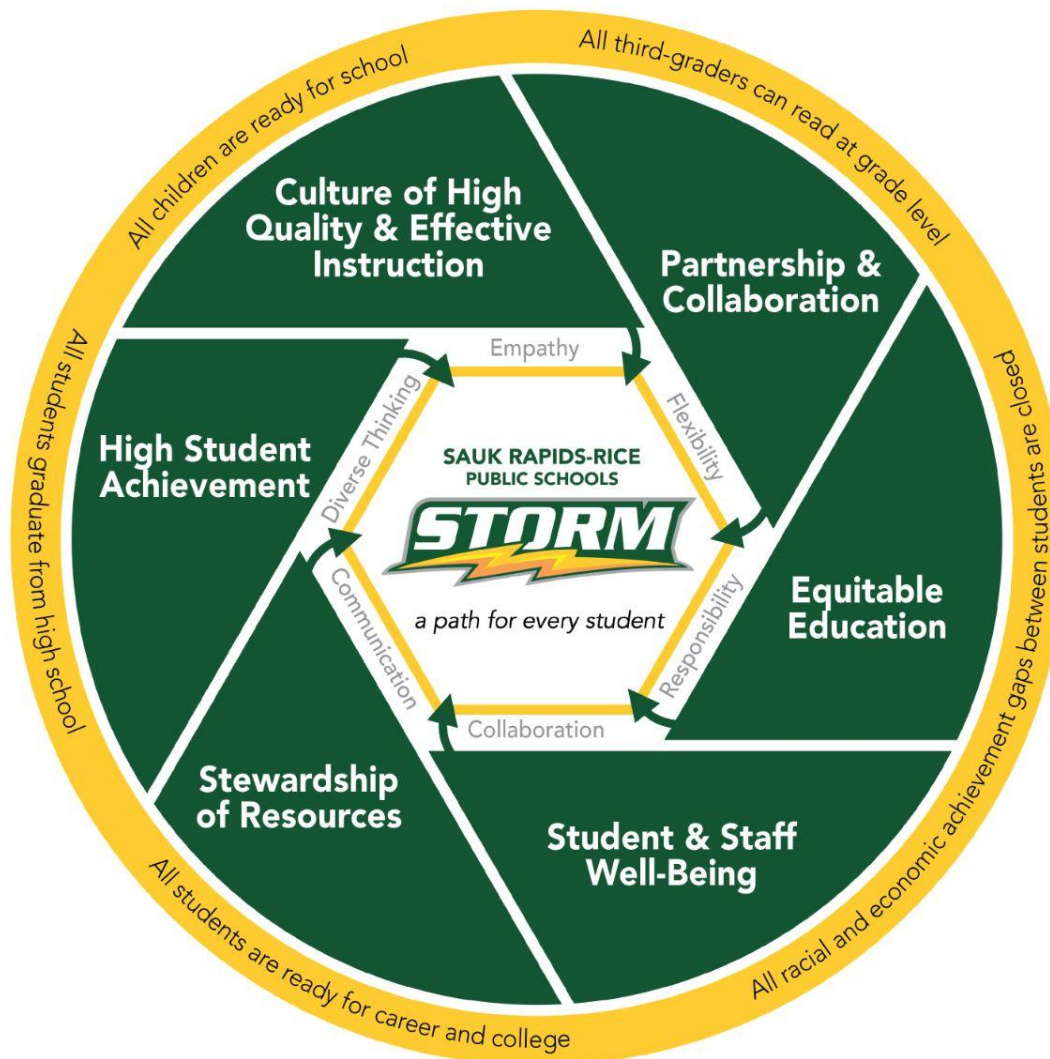 All children are ready for school
All third-graders can read at grade level
All racial and economic achievement gaps between students are closed
All students are ready for career and college
All students graduate from high school
Culture of High
Quality & Effective
Instruction
Partnership &
Collaboration
Equitable
Education
Student & Staff
Well-Being
Stewardship
of Resources
High Student
Achievement
Empathy
Flexibility
Responsibility
Collaboration
Communication
Diverse Thinking
SAUK RAPIDS-RICE
PUBLIC SCHOOLS
STORM
a path for every student